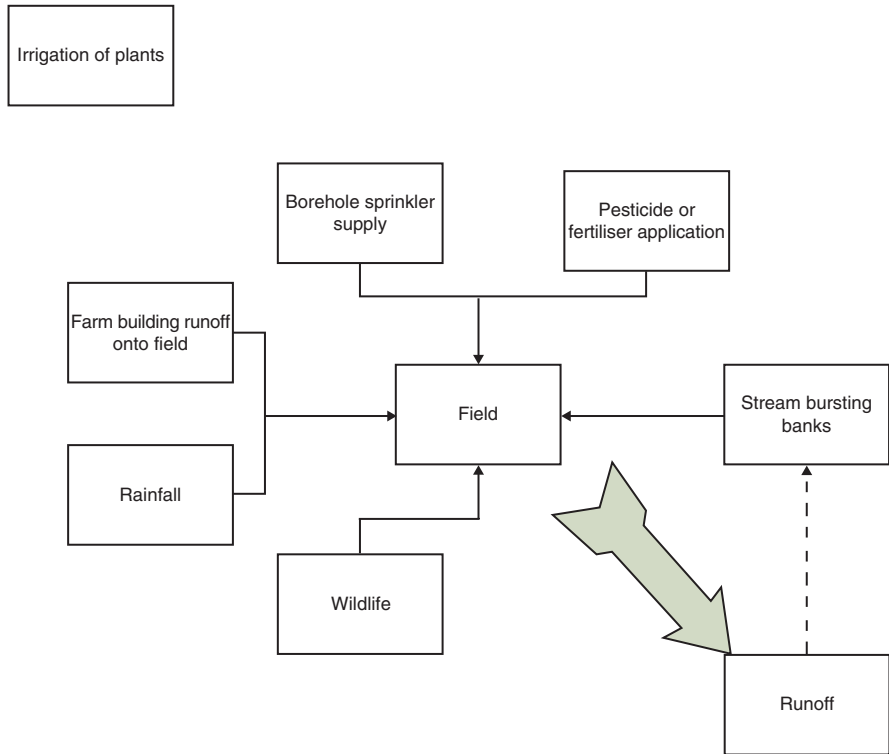 Irrigation of plants
Borehole sprinkler
supply
Pesticide or
fertiliser application
Farm building runoff
onto field
Field
Stream bursting
banks
Rainfall
Wildlife
Runoff